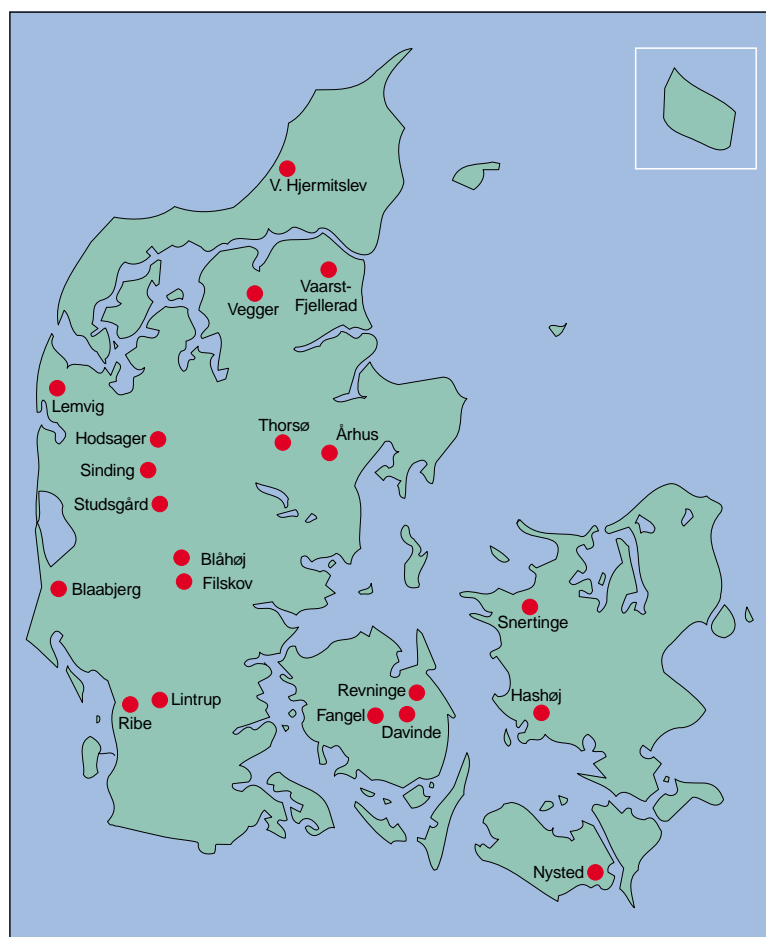 V. Hjermitslev
Vaarst-
Fjellerad
Vegger
Lemvig
Hodsager
Thorsø
Århus
Sinding
Studsgård
Blåhøj
Filskov
Blaabjerg
Snertinge
Revninge
Lintrup
Ribe
Fangel
Davinde
Hashøj
Nysted